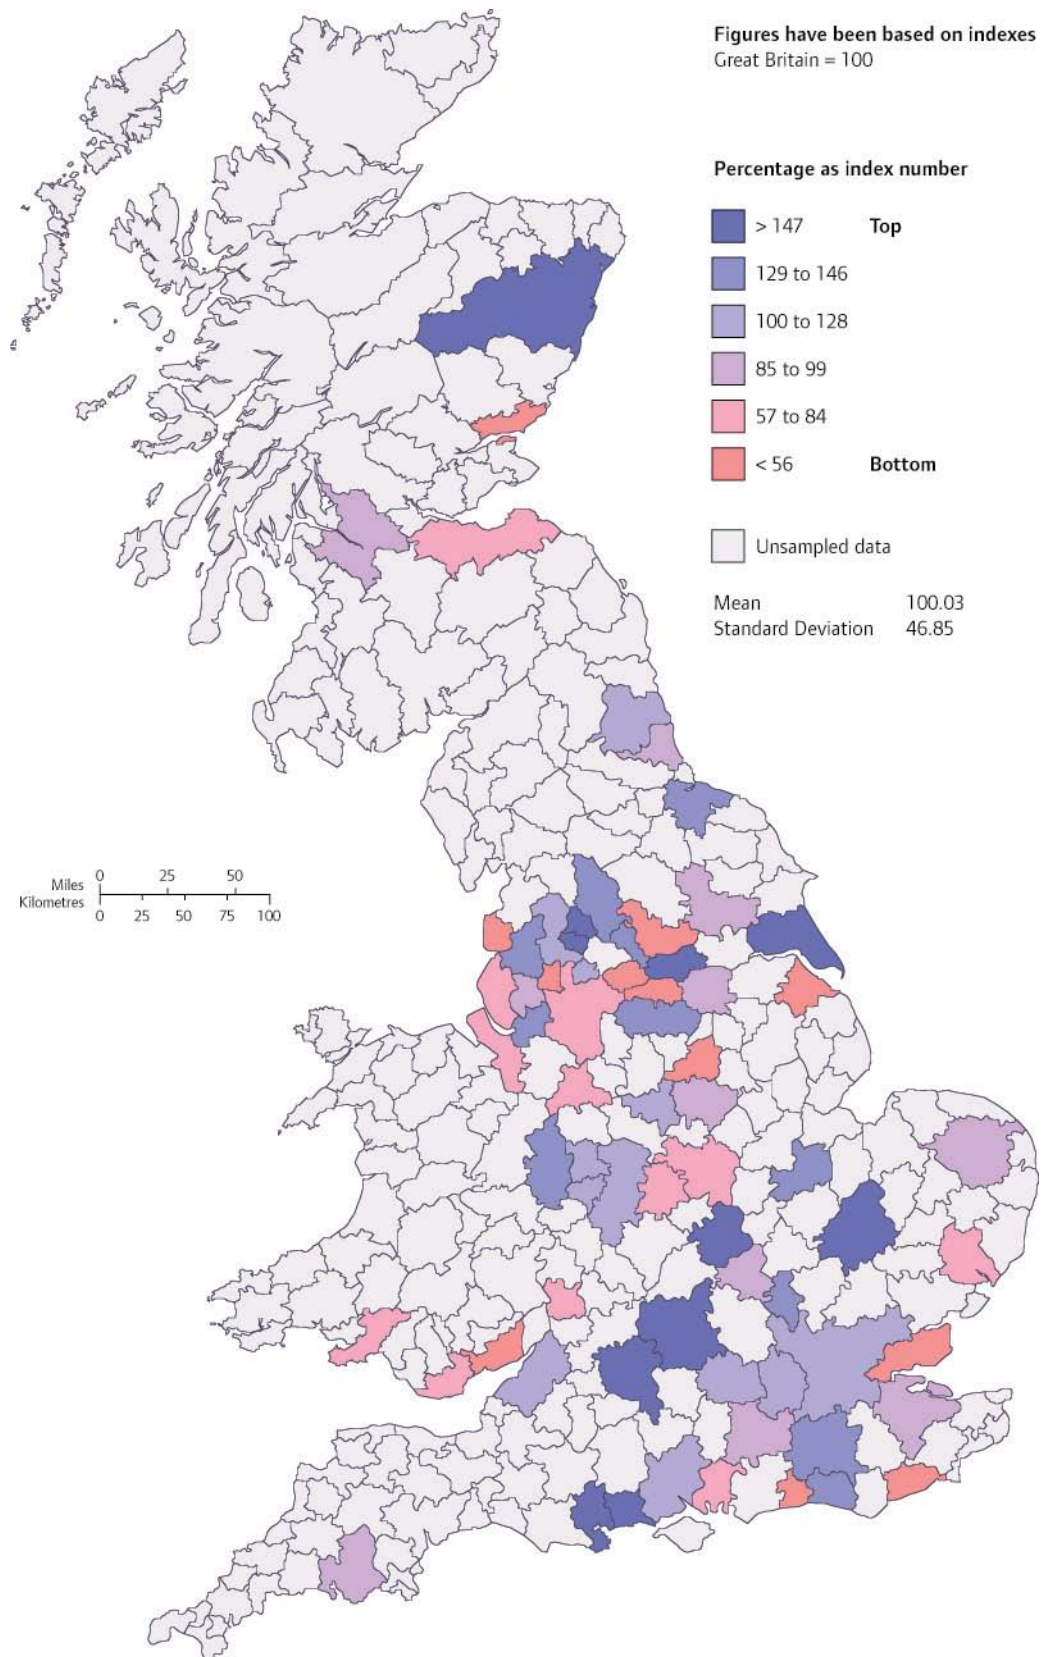 Figures have been based on indexes
Great Britain = 100
Percentage as index number
> 147 Top
129 to 146
100 to 128
85 to 99
57 to 84
< 56 Bottom
Unsampled data
Mean 100.03
Standard Deviation 46.85
Miles 0 25 50
Kilometres 0 25 50 75 100